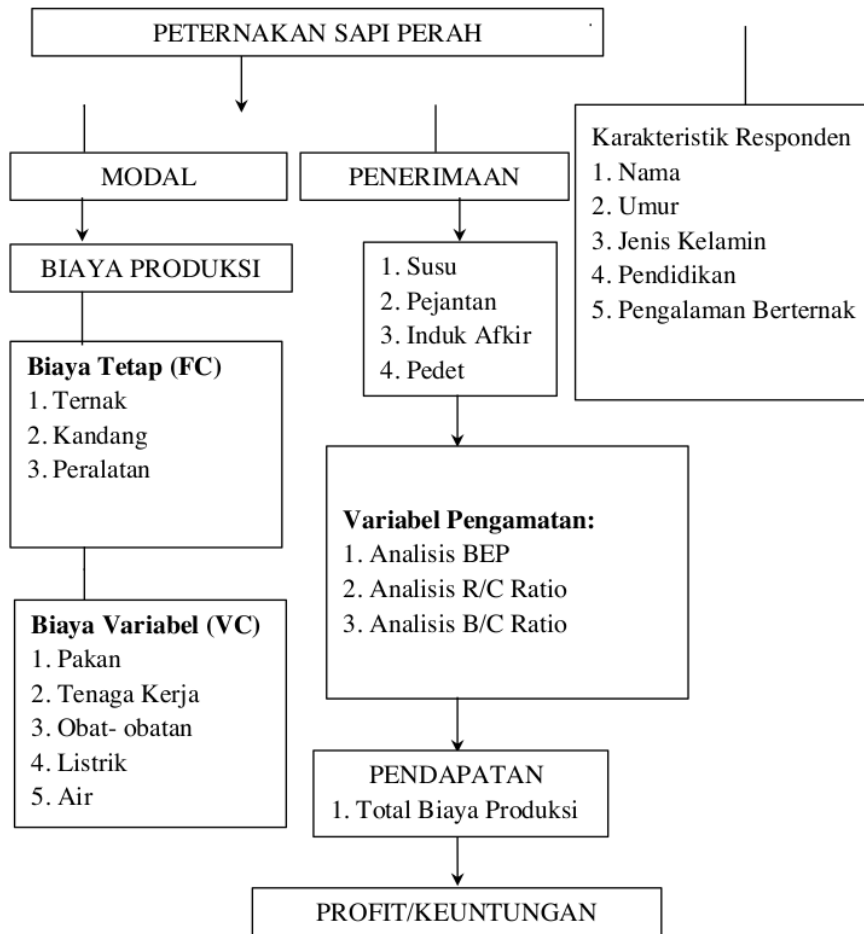 PETERNAKAN SAPI PERAH
MODAL
BIAYA PRODUKSI
Biaya Tetap (FC)
1. Ternak
2. Kandang
3. Peralatan
Biaya Variabel (VC)
1. Pakan
2. Tenaga Kerja
3. Obat- obatan
4. Listrik
5. Air
PENERIMAAN
1. Susu
2. Pejantan
3. Induk Afkir
4. Pedet
Variabel Pengamatan:
1. Analisis BEP
2. Analisis R/C Ratio
3. Analisis B/C Ratio
PENDAPATAN
1. Total Biaya Produksi
PROFIT/KEUNTUNGAN
Karakteristik Responden
1. Nama
2. Umur
3. Jenis Kelamin
4. Pendidikan
5. Pengalaman Berternak